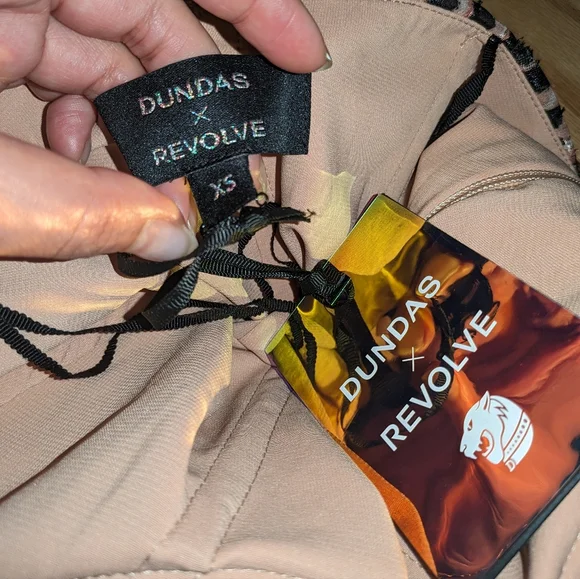 DUNDAS
×
REVOLVE
XS
DUNDAS
×
REVOLVE